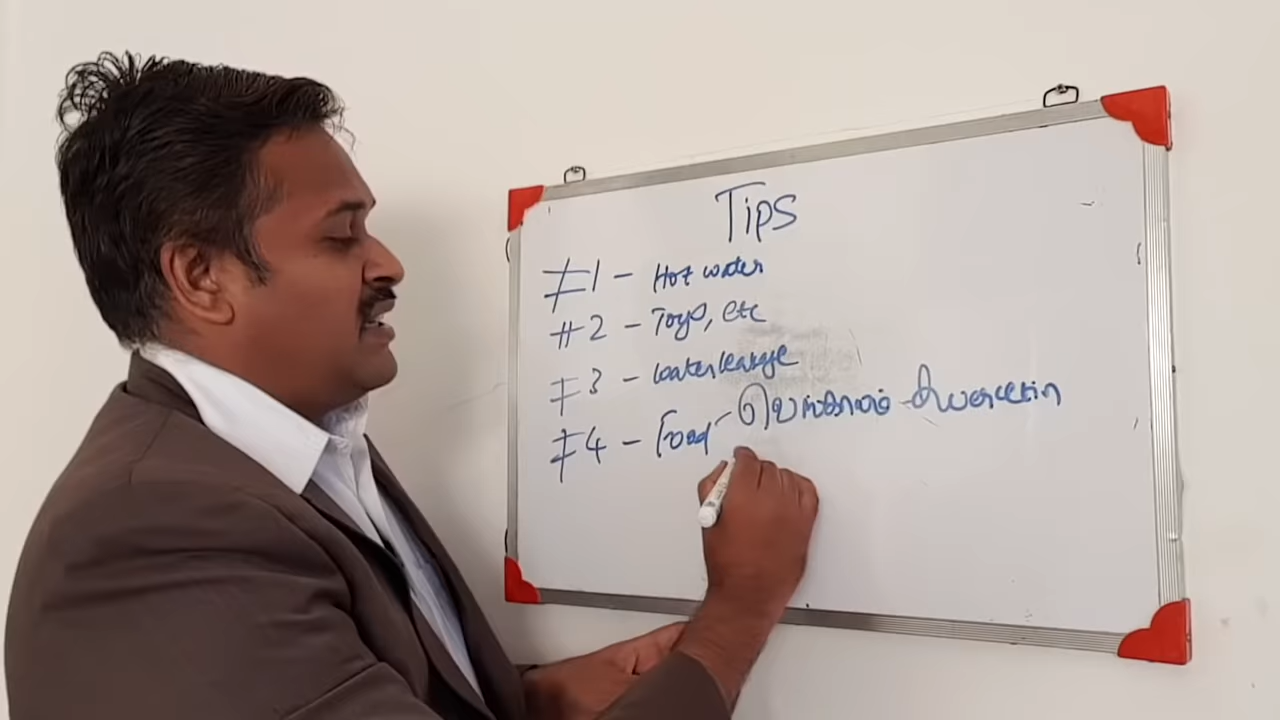 Tips
#1 - Hot water
#2 - Toys, etc
#3 - water leakage
#4 - Food -